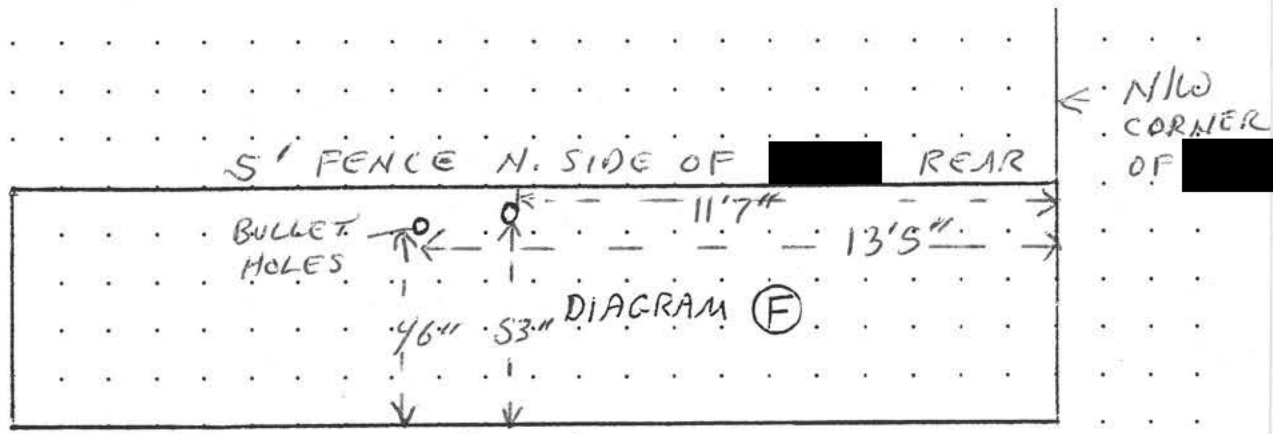 N/W
CORNER
OF
5' FENCE N. SIDE OF REAR
11'7"
BULLET
HOLES
13'5"
DIAGRAM F
46" 53"